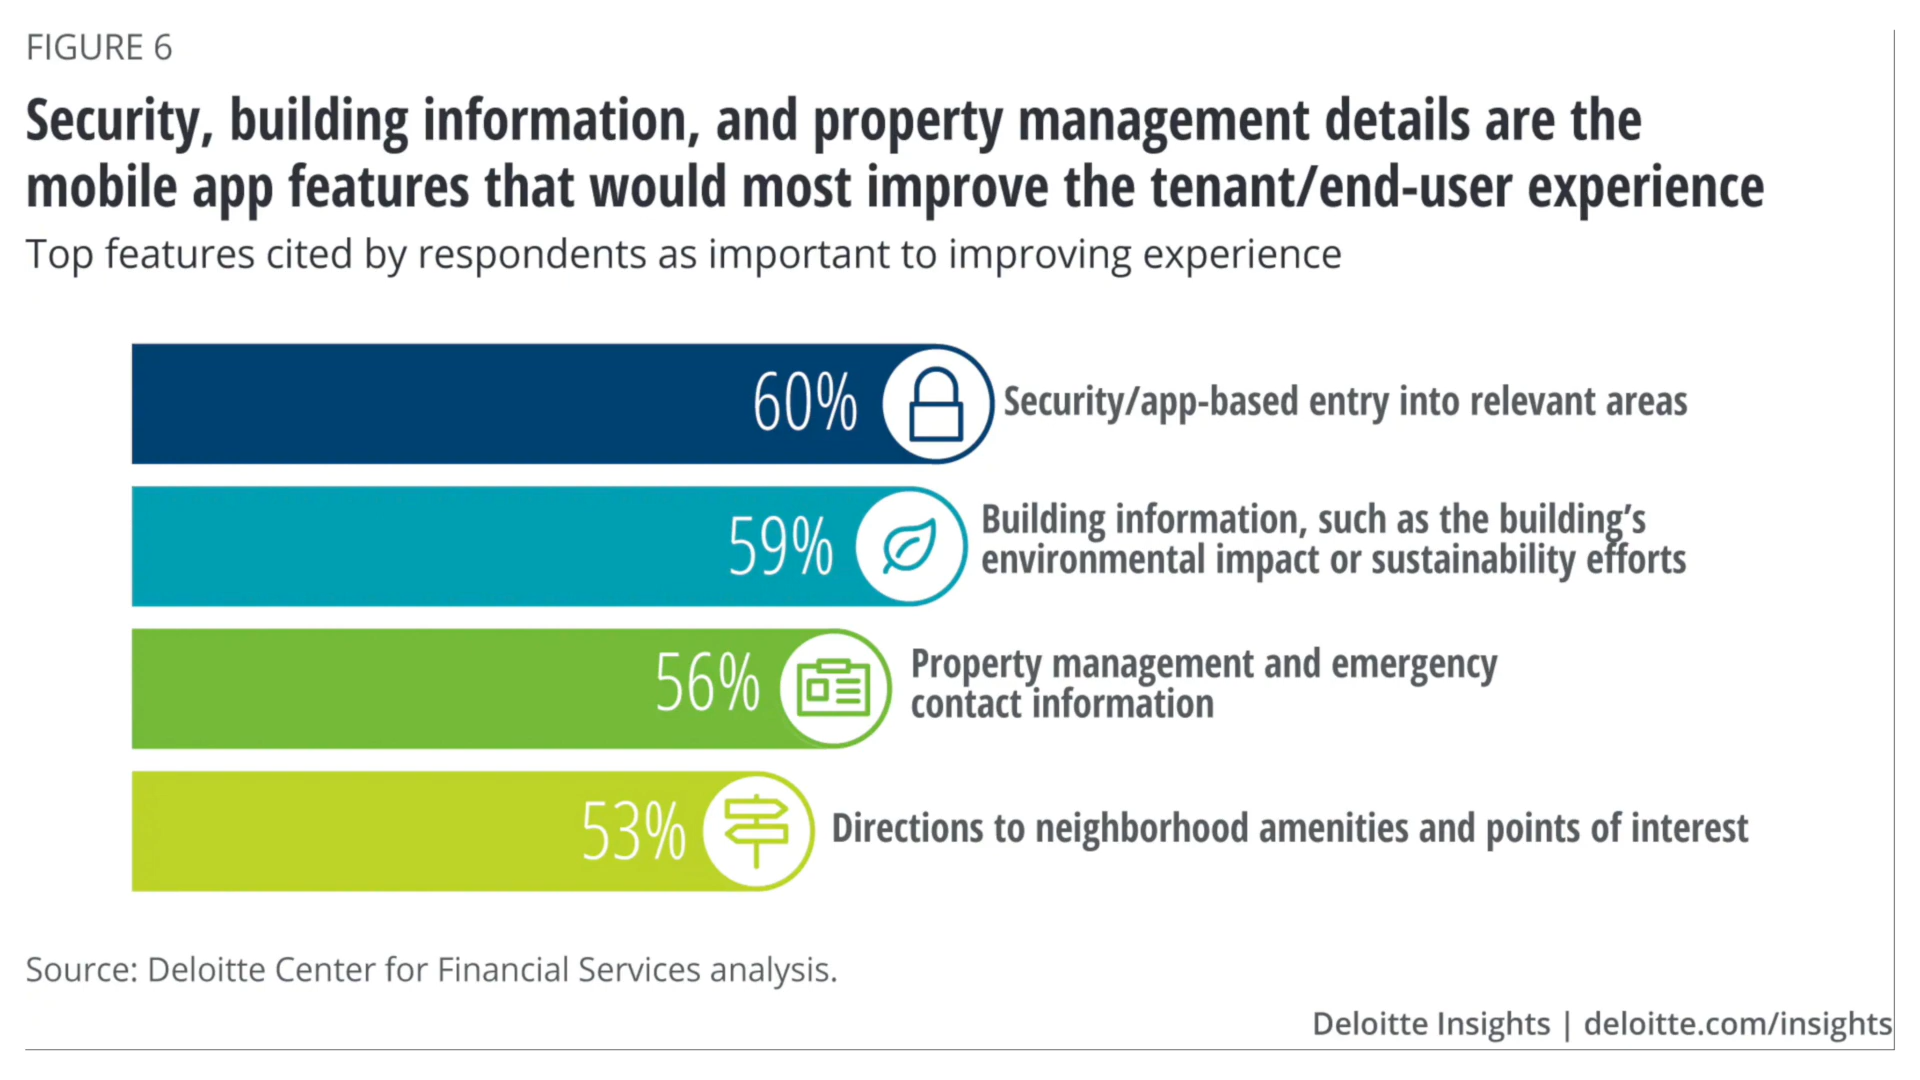 FIGURE 6
Security, building information, and property management details are the
mobile app features that would most improve the tenant/end-user experience
Top features cited by respondents as important to improving experience
60%
Security/app-based entry into relevant areas
59%
Building information, such as the building’s
environmental impact or sustainability efforts
56%
Property management and emergency
contact information
53%
Directions to neighborhood amenities and points of interest
Source: Deloitte Center for Financial Services analysis.
Deloitte Insights | deloitte.com/insights